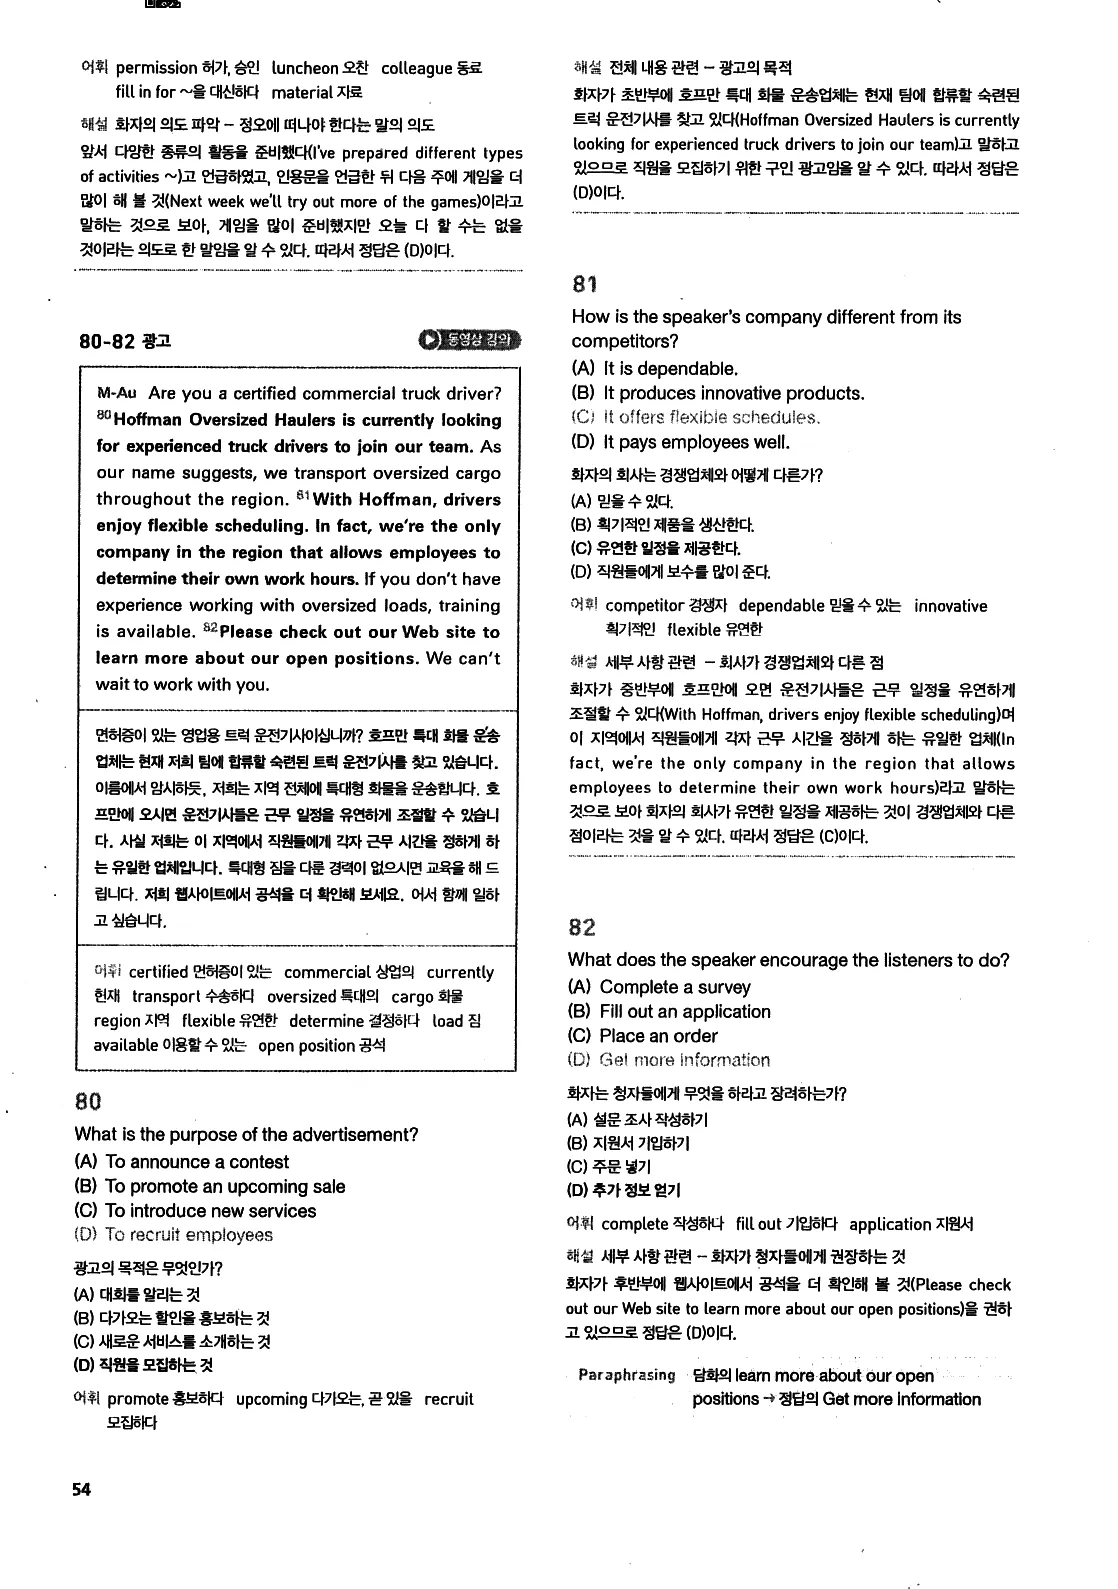 어휘 permission 허가, 승인 luncheon 오찬 colleague 동료
fill in for ~을 대신하다 material 자료
해설 화자의 의도 파악 – 정오에 떠나야 한다는 말의 의도
앞서 다양한 종류의 활동을 준비했다(I've prepared different types
of activities ~)고 언급하였고, 인용문을 언급한 뒤 다음 주에 게임을 더
많이 해 볼 것(Next week we'll try out more of the games)이라고
말하는 것으로 보아, 게임을 많이 준비했지만 오늘 다 할 수는 없을
것이라는 의도로 한 말임을 알 수 있다. 따라서 정답은 (D)이다.
80-82 광고
동영상 강의
M-Au Are you a certified commercial truck driver?
80 Hoffman Oversized Haulers is currently looking
for experienced truck drivers to join our team. As
our name suggests, we transport oversized cargo
throughout the region. 81 With Hoffman, drivers
enjoy flexible scheduling. In fact, we're the only
company in the region that allows employees to
determine their own work hours. If you don't have
experience working with oversized loads, training
is available. 82 Please check out our Web site to
learn more about our open positions. We can't
wait to work with you.
면허증이 있는 영업용 트럭 운전기사이십니까? 호프만 특대 화물 운송
업체는 현재 저희 팀에 합류할 숙련된 트럭 운전기사를 찾고 있습니다.
이름에서 암시하듯, 저희는 지역 전체에 특대형 화물을 운송합니다. 호
프만에 오시면 운전기사들은 근무 일정을 유연하게 조절할 수 있습니
다. 사실 저희는 이 지역에서 직원들에게 각자 근무 시간을 정하게 하
는 유일한 업체입니다. 특대형 짐을 다룬 경력이 없으시면 교육을 해 드
립니다. 저희 웹사이트에서 공석을 더 확인해 보세요. 어서 함께 일하
고 싶습니다.
어휘 certified 면허증이 있는 commercial 상업의 currently
현재 transport 수송하다 oversized 특대의 cargo 화물
region 지역 flexible 유연한 determine 결정하다 load 짐
available 이용할 수 있는 open position 공석
80
What is the purpose of the advertisement?
(A) To announce a contest
(B) To promote an upcoming sale
(C) To introduce new services
(D) To recruit employees
광고의 목적은 무엇인가?
(A) 대회를 알리는 것
(B) 다가오는 할인을 홍보하는 것
(C) 새로운 서비스를 소개하는 것
(D) 직원을 모집하는 것
어휘 promote 홍보하다 upcoming 다가오는, 곧 있을 recruit
모집하다
54
해설 전체 내용 관련 – 광고의 목적
화자가 초반부에 호프만 특대 화물 운송업체는 현재 팀에 합류할 숙련된
트럭 운전기사를 찾고 있다(Hoffman Oversized Haulers is currently
looking for experienced truck drivers to join our team)고 말하고
있으므로 직원을 모집하기 위한 구인 광고임을 알 수 있다. 따라서 정답은
(D)이다.
81
How is the speaker's company different from its
competitors?
(A) It is dependable.
(B) It produces innovative products.
(C) It offers flexible schedules.
(D) It pays employees well.
화자의 회사는 경쟁업체와 어떻게 다른가?
(A) 믿을 수 있다.
(B) 획기적인 제품을 생산한다.
(C) 유연한 일정을 제공한다.
(D) 직원들에게 보수를 많이 준다.
어휘 competitor 경쟁자 dependable 믿을 수 있는 innovative
획기적인 flexible 유연한
해설 세부 사항 관련 – 회사가 경쟁업체와 다른 점
화자가 중반부에 호프만에 오면 운전기사들은 근무 일정을 유연하게
조절할 수 있다(With Hoffman, drivers enjoy flexible scheduling)며
이 지역에서 직원들에게 각자 근무 시간을 정하게 하는 유일한 업체(In
fact, we're the only company in the region that allows
employees to determine their own work hours)라고 말하는
것으로 보아 화자의 회사가 유연한 일정을 제공하는 것이 경쟁업체와 다른
점이라는 것을 알 수 있다. 따라서 정답은 (C)이다.
82
What does the speaker encourage the listeners to do?
(A) Complete a survey
(B) Fill out an application
(C) Place an order
(D) Get more information
화자는 청자들에게 무엇을 하라고 장려하는가?
(A) 설문 조사 작성하기
(B) 지원서 기입하기
(C) 주문 넣기
(D) 추가 정보 얻기
어휘 complete 작성하다 fill out 기입하다 application 지원서
해설 세부 사항 관련 – 화자가 청자들에게 권장하는 것
화자가 후반부에 웹사이트에서 공석을 더 확인해 볼 것(Please check
out our Web site to learn more about our open positions)을 권하
고 있으므로 정답은 (D)이다.
Paraphrasing 담화의 learn more about our open
positions → 정답의 Get more information